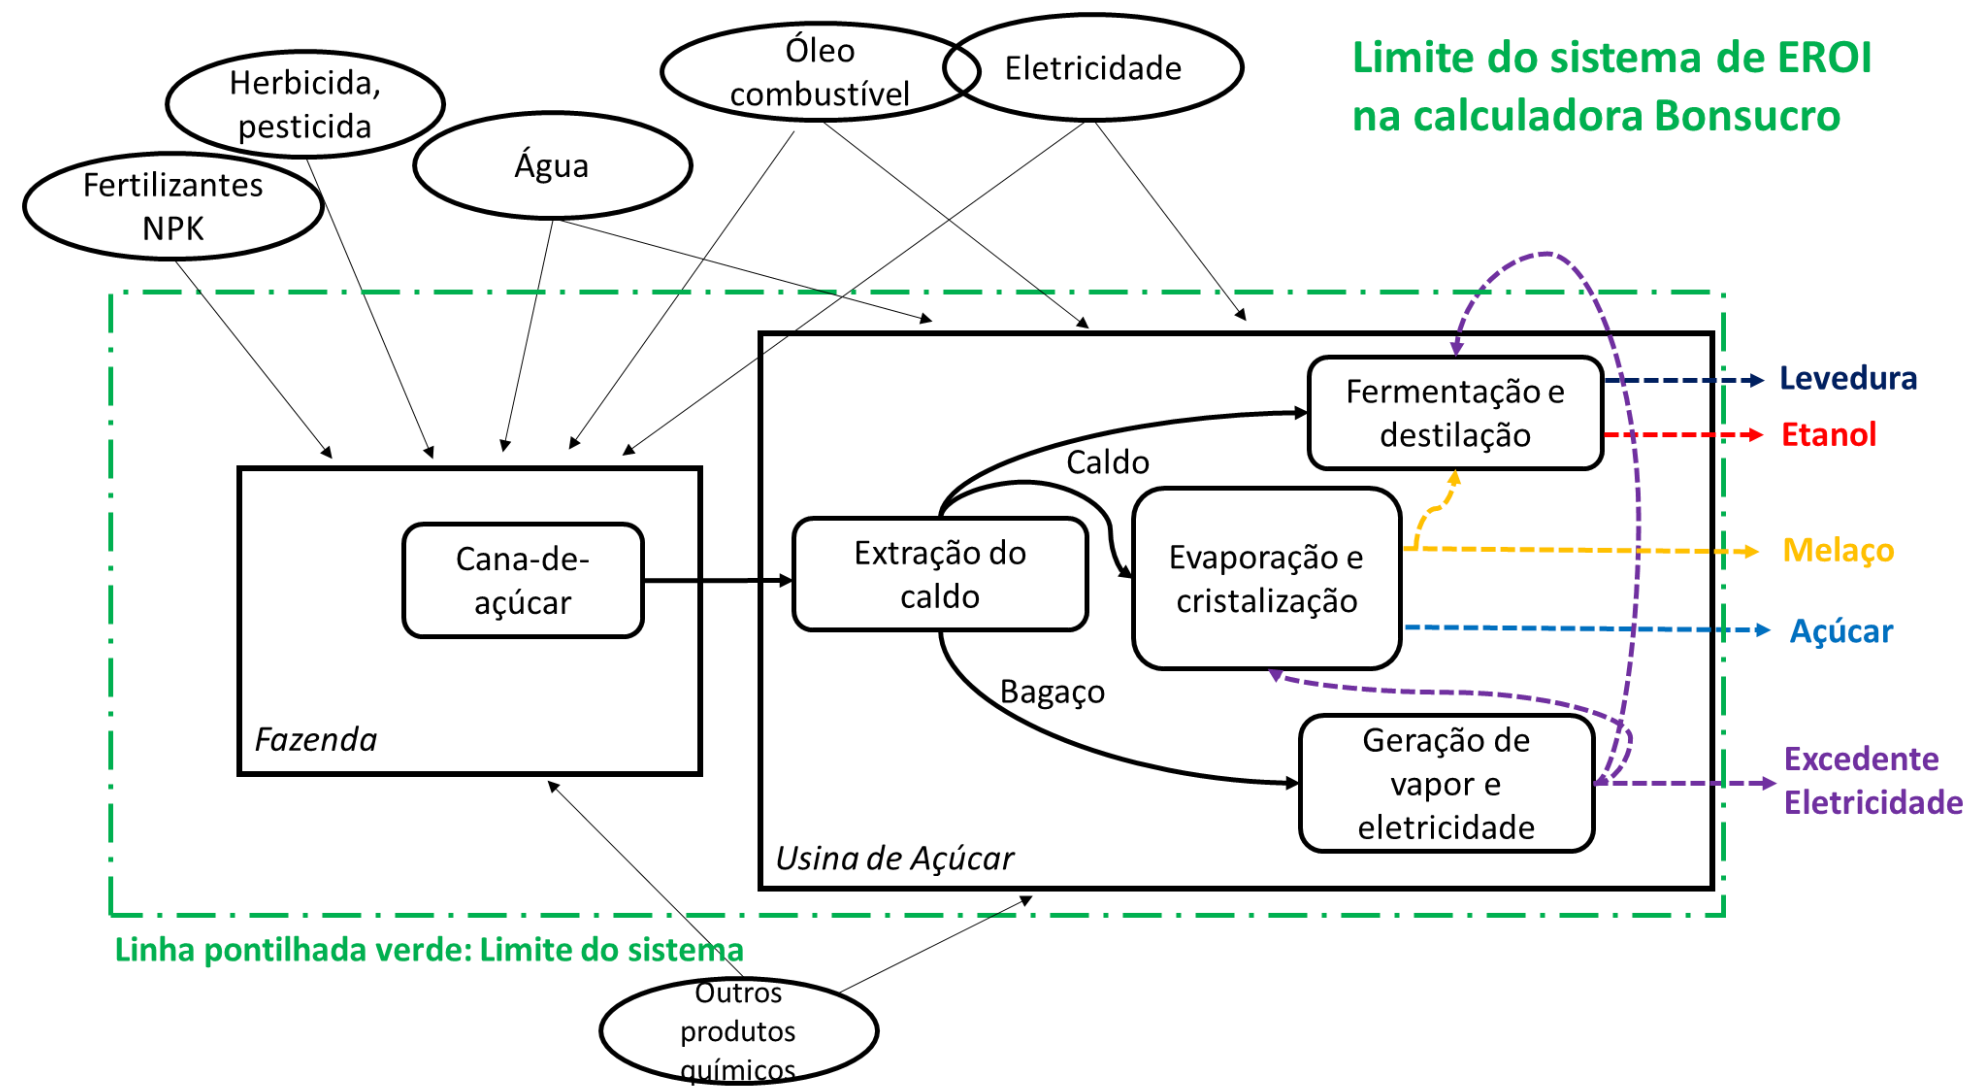 Limite do sistema de EROI
na calculadora Bonsucro
Óleo
combustível
Eletricidade
Herbicida,
pesticida
Água
Fertilizantes
NPK
Levedura
Fermentação e
destilação
Etanol
Caldo
Melaço
Extração do
caldo
Evaporação e
cristalização
Cana-de-
açúcar
Açúcar
Bagaço
Fazenda
Geração de
vapor e
eletricidade
Excedente
Eletricidade
Usina de Açúcar
Linha pontilhada verde: Limite do sistema
Outros
produtos
químicos